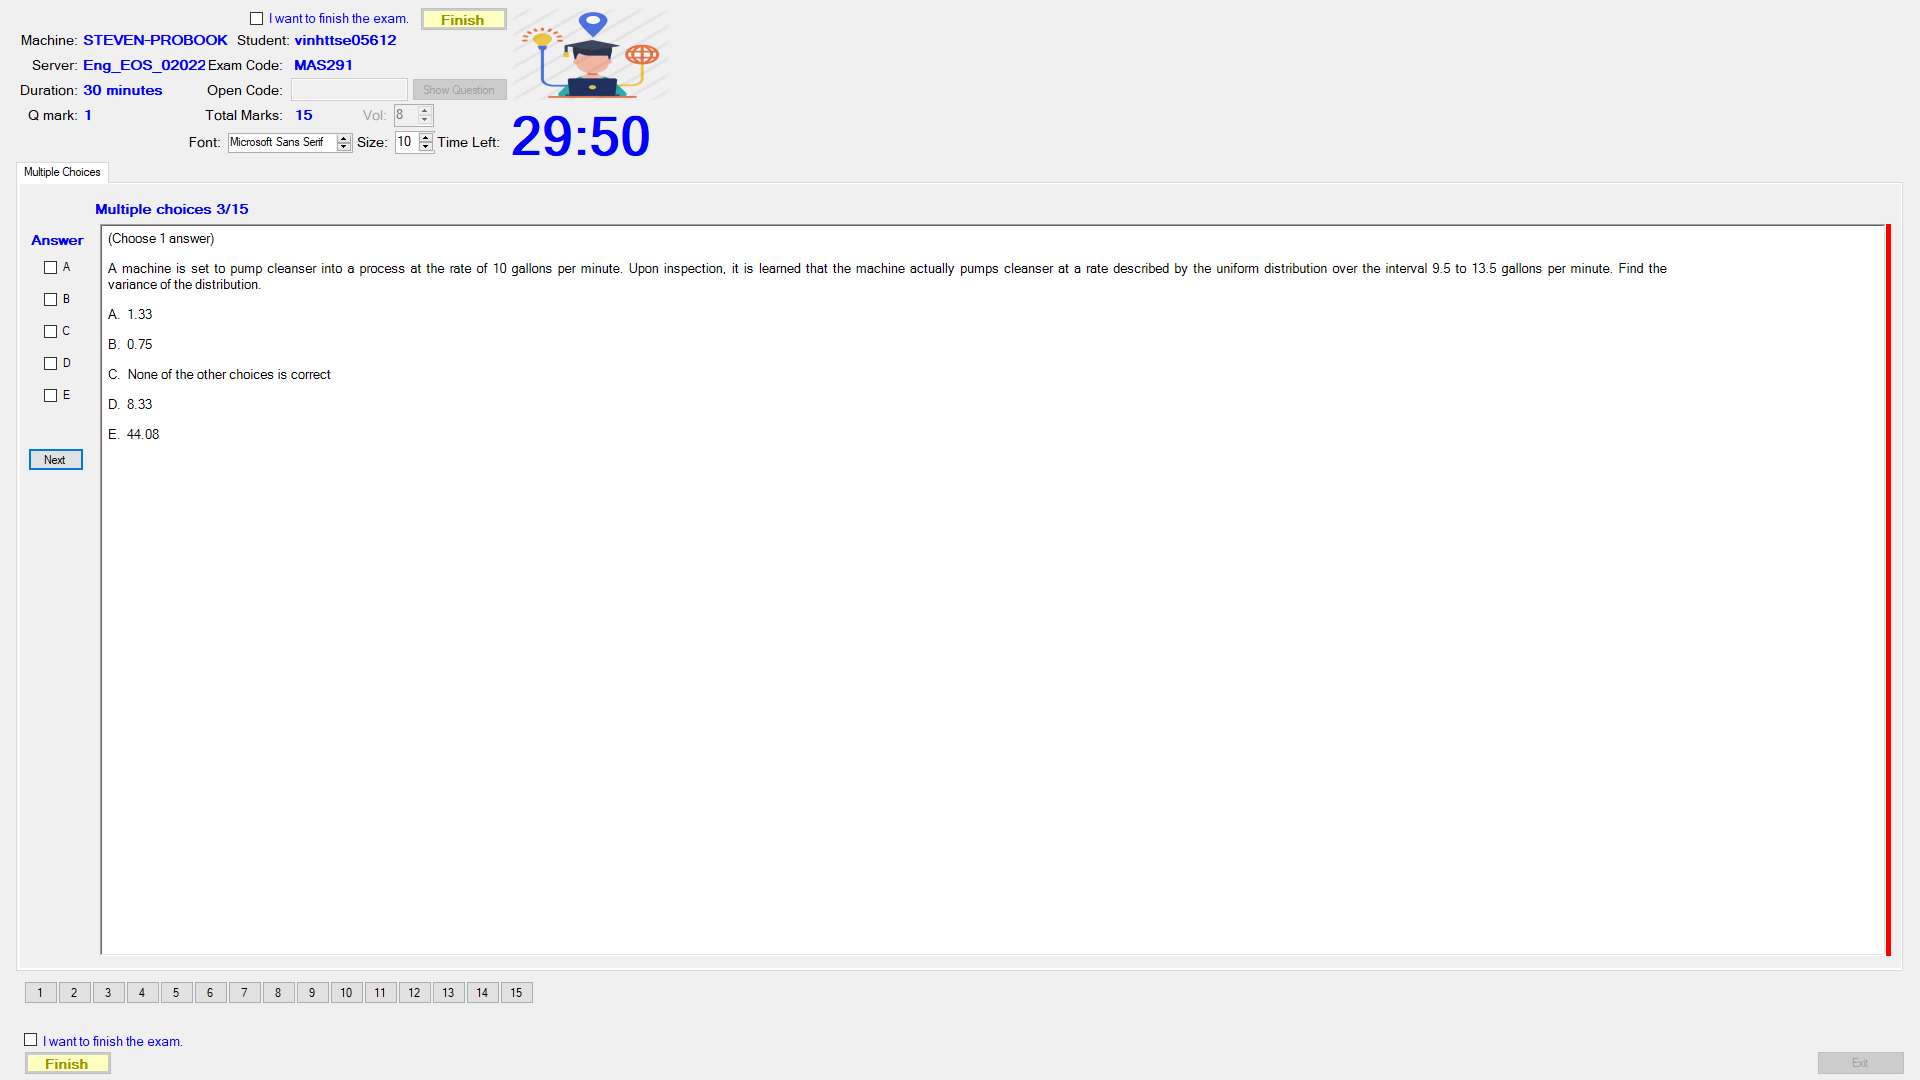 I want to finish the exam. Finish
Machine: STEVEN-PROBOOK Student: vinhttse05612
Server: Eng_EOS_02022 Exam Code: MAS291
Duration: 30 minutes Open Code: Show Question
Q mark: 1 Total Marks: 15 Vol: 8
Font: Microsoft Sans Serif Size: 10 Time Left: 29:50
Multiple Choices
Multiple choices 3/15
Answer
A
B
C
D
E
Next
(Choose 1 answer)
A machine is set to pump cleanser into a process at the rate of 10 gallons per minute. Upon inspection, it is learned that the machine actually pumps cleanser at a rate described by the uniform distribution over the interval 9.5 to 13.5 gallons per minute. Find the
variance of the distribution.
A. 1.33
B. 0.75
C. None of the other choices is correct
D. 8.33
E. 44.08
1 2 3 4 5 6 7 8 9 10 11 12 13 14 15
I want to finish the exam.
Finish
Exit